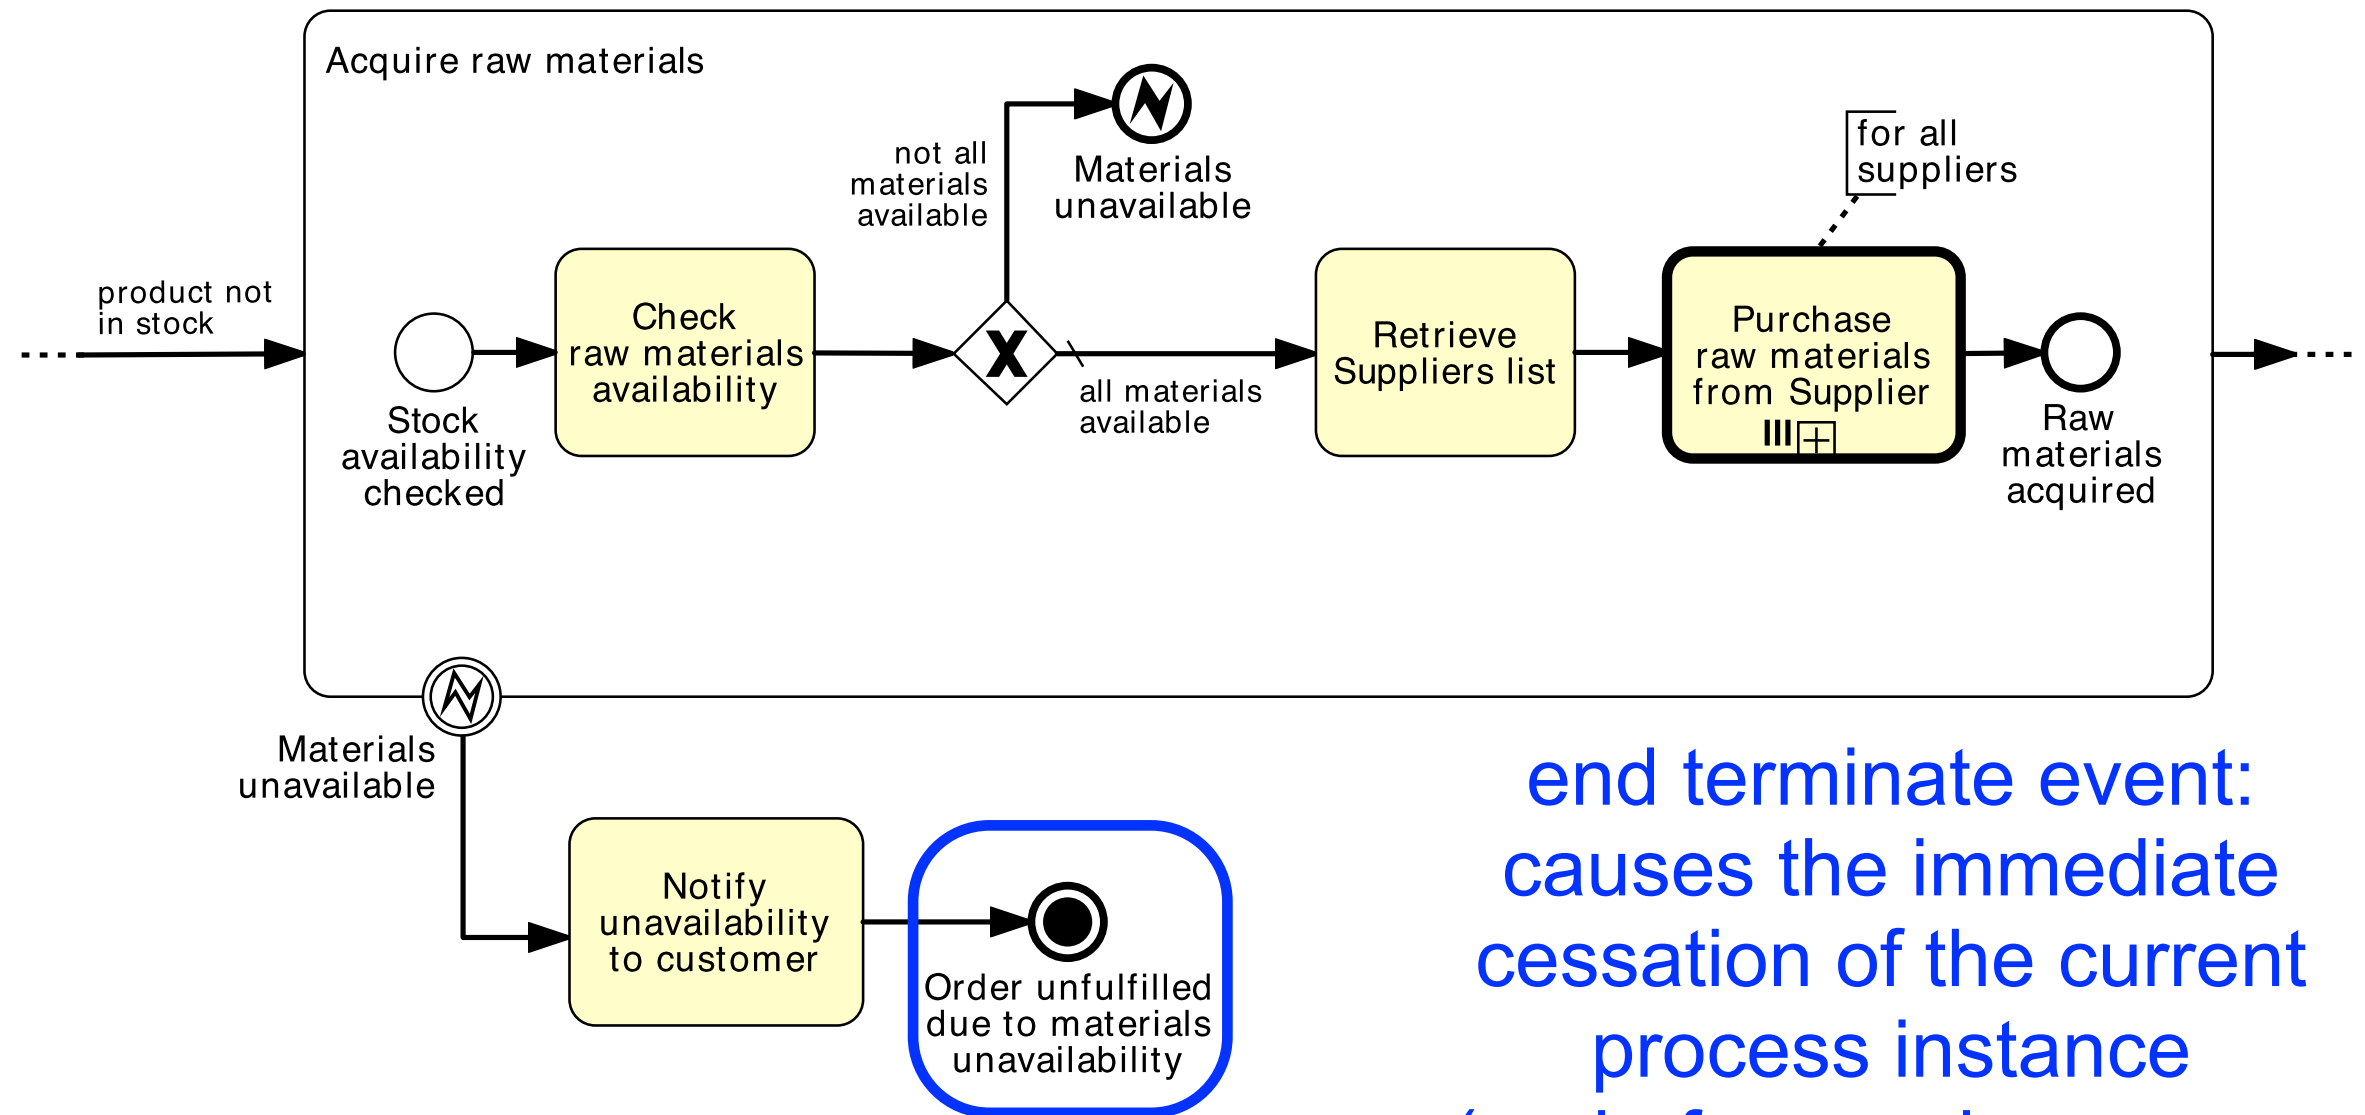 Acquire raw materials
Materials
unavailable
not all
materials
available
for all
suppliers
product not
in stock
Stock
availability
checked
Check
raw materials
availability
X
all materials
available
Retrieve
Suppliers list
Purchase
raw materials
from Supplier
Raw
materials
acquired
Materials
unavailable
Notify
unavailability
to customer
Order unfulfilled
due to materials
unavailability
end terminate event:
causes the immediate
cessation of the current
process instance